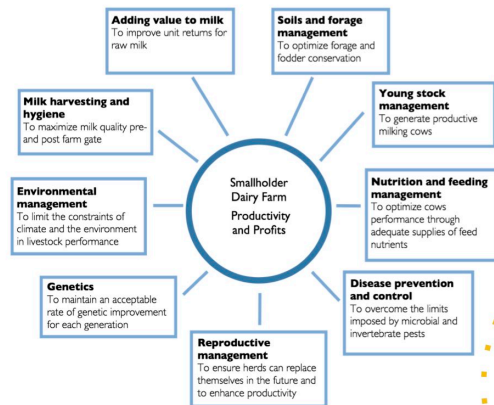 Adding value to milk
To improve unit returns for
raw milk
Soils and forage
management
To optimize forage and
fodder conservation
Young stock
management
To generate productive
milking cows
Nutrition and feeding
management
To optimize cows
performance through
adequate supplies of feed
nutrients
Disease prevention
and control
To overcome the limits
imposed by microbial and
invertebrate pests
Reproductive
management
To ensure herds can replace
themselves in the future and
to enhance productivity
Genetics
To maintain an acceptable
rate of genetic improvement
for each generation
Environmental
management
To limit the constraints of
climate and the environment
in livestock performance
Milk harvesting and
hygiene
To maximize milk quality pre-
and post farm gate
Smallholder
Dairy Farm
Productivity
and Profits